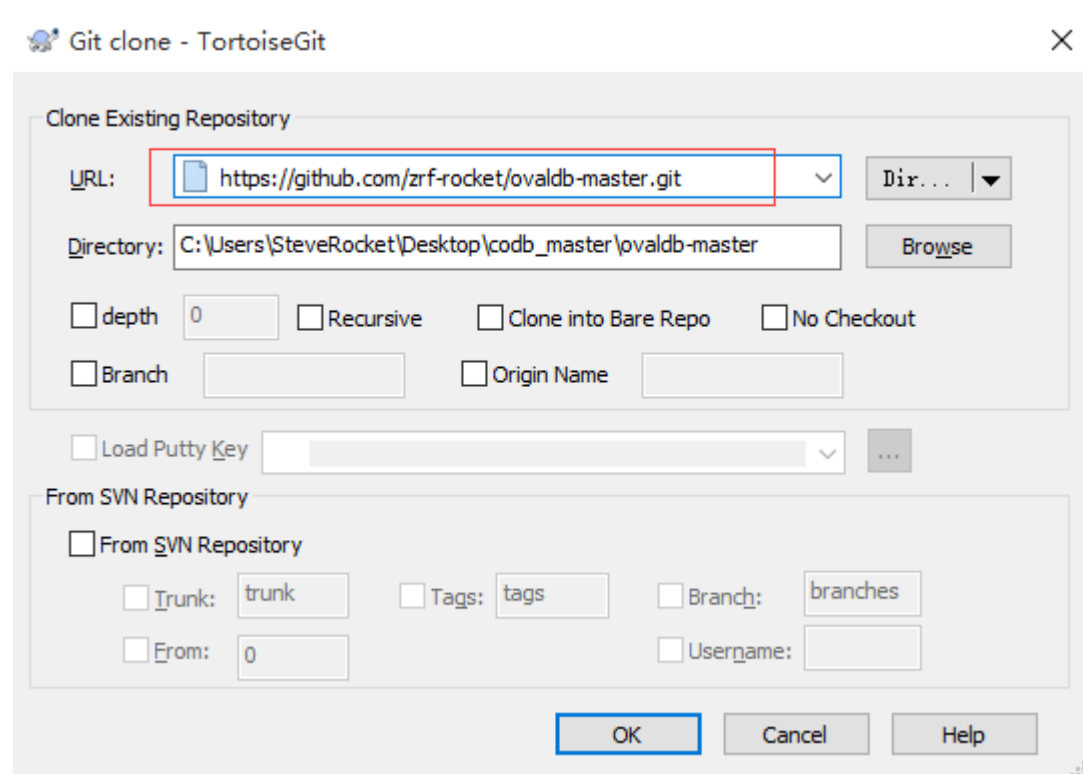 Git clone - TortoiseGit
Clone Existing Repository
URL: https://github.com/zrf-rocket/ovaldb-master.git Dir...
Directory: C:\Users\SteveRocket\Desktop\codb_master\ovaldb-master Browse
depth 0 Recursive Clone into Bare Repo No Checkout
Branch Origin Name
Load Putty Key ...
From SVN Repository
From SVN Repository
Trunk: trunk Tags: tags Branch: branches
From: 0 Username:
OK Cancel Help